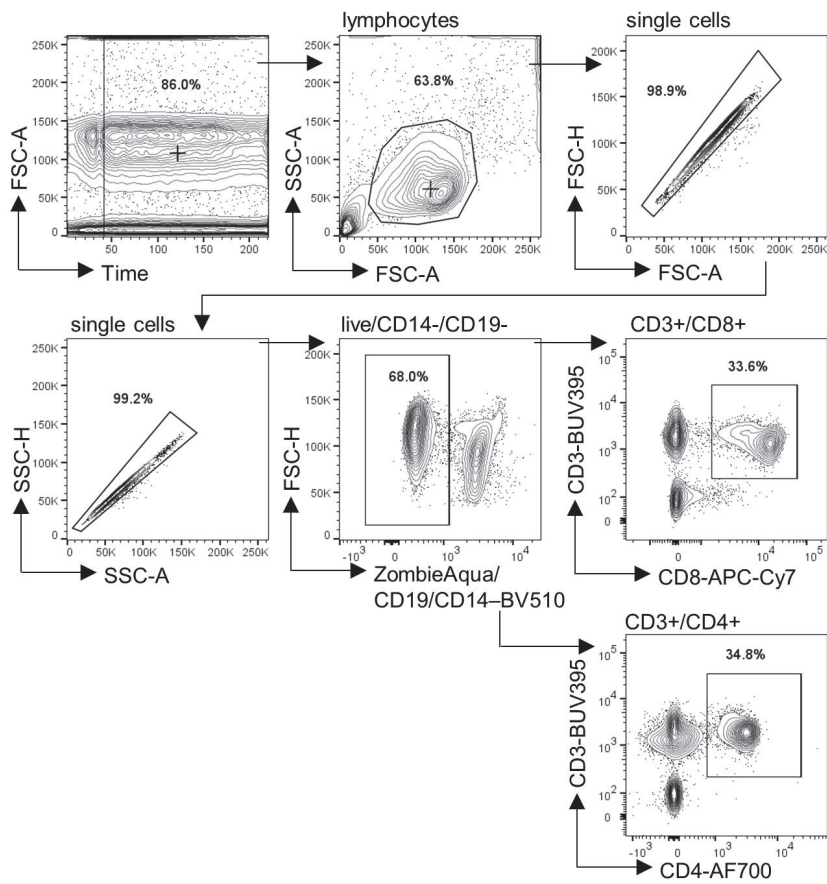 lymphocytes
single cells
250K
200K
150K
100K
50K
0
86.0%
FSC-A
50 100 150 200
Time
250K
200K
150K
100K
50K
0
63.8%
SSC-A
0 50K 100K 150K 200K 250K
FSC-A
200K
150K
100K
50K
0
98.9%
FSC-H
0 50K 100K 150K 200K 250K
FSC-A
single cells
live/CD14-/CD19-
CD3+/CD8+
250K
200K
150K
100K
50K
0
99.2%
SSC-H
0 50K 100K 150K 200K 250K
SSC-A
200K
150K
100K
50K
0
68.0%
FSC-H
-10³ 0 10³ 10⁴
ZombieAqua/
CD19/CD14–BV510
10⁵
10⁴
10³
10²
0
33.6%
CD3-BUV395
0 10³ 10⁴ 10⁵
CD8-APC-Cy7
CD3+/CD4+
10⁵
10⁴
10³
10²
0
34.8%
CD3-BUV395
-10³ 0 10³ 10⁴
CD4-AF700